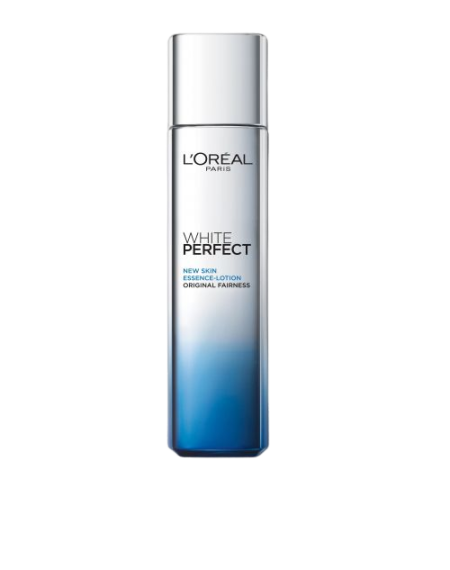 L'ORÉAL
PARIS
WHITE
PERFECT
NEW SKIN
ESSENCE-LOTION
ORIGINAL FAIRNESS